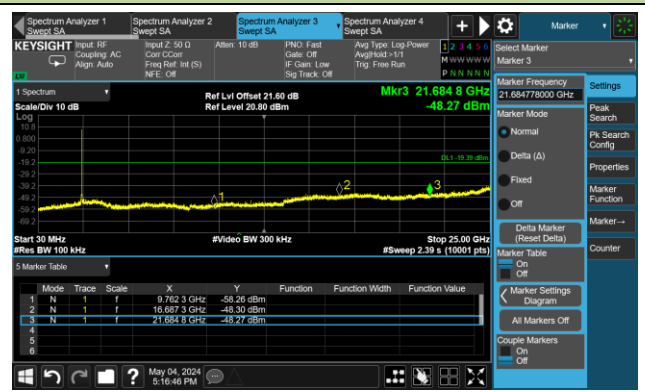 Spectrum Analyzer 1
Swept SA
Spectrum Analyzer 2
Swept SA
Spectrum Analyzer 3
Swept SA
Spectrum Analyzer 4
Swept SA
Marker
KEYSIGHT
Input: RF
Coupling: AC
Align: Auto
Input Z: 50 Ω
Corr CCorr
Freq Ref: Int (S)
NFE: Off
Atten: 10 dB
PNO: Fast
Gate: Off
IF Gain: Low
Sig Track: Off
Avg Type: Log-Power
Avg|Hold:>1/1
Trig: Free Run
1 2 3 4 5 6
M W W W W W
P N N N N N
Select Marker
Marker 3
1 Spectrum
Scale/Div 10 dB
Ref Lvl Offset 21.60 dB
Ref Level 20.80 dBm
Mkr3 21.684 8 GHz
-48.27 dBm
Log
10.8
0.800
-9.20
-19.2
-29.2
-39.2
-49.2
-59.2
-69.2
DL1 -19.39 dBm
1
2
3
Start 30 MHz
#Video BW 300 kHz
Stop 25.00 GHz
#Res BW 100 kHz
#Sweep 2.39 s (10001 pts)
5 Marker Table
Mode Trace Scale X Y Function Function Width Function Value
1 N 1 f 9.762 3 GHz -58.26 dBm
2 N 1 f 16.687 3 GHz -48.30 dBm
3 N 1 f 21.684 8 GHz -48.27 dBm
4
5
6
Marker Frequency
21.684778000 GHz
Marker Mode
Normal
Delta (Δ)
Fixed
Off
Delta Marker
(Reset Delta)
Marker Table
On
Off
Marker Settings
Diagram
All Markers Off
Couple Markers
On
Off
Settings
Peak
Search
Pk Search
Config
Properties
Marker
Function
Marker→
Counter
?
May 04, 2024
5:16:46 PM